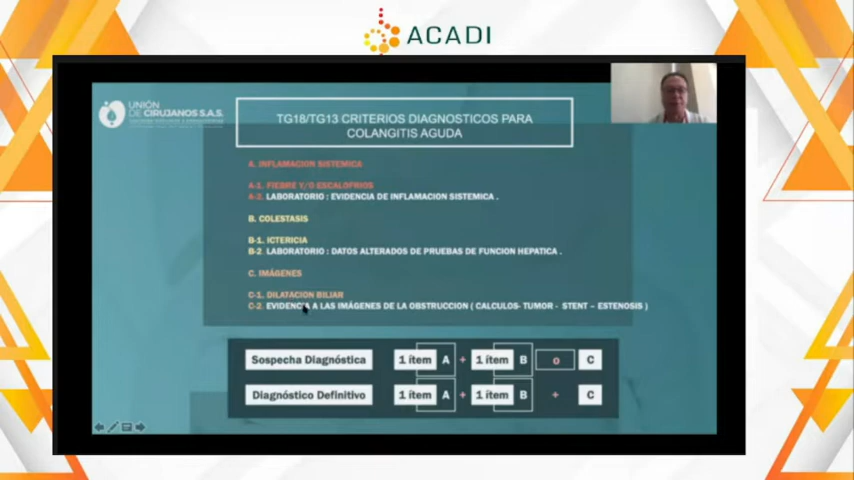 ACADI
UNIÓN
DE CIRUJANOS S.A.S.
TG18/TG13 CRITERIOS DIAGNOSTICOS PARA
COLANGITIS AGUDA
A. INFLAMACION SISTEMICA
A-1. FIEBRE Y/O ESCALOFRIOS
A-2. LABORATORIO : EVIDENCIA DE INFLAMACION SISTEMICA .
B. COLESTASIS
B-1. ICTERICIA
B-2 LABORATORIO : DATOS ALTERADOS DE PRUEBAS DE FUNCION HEPATICA .
C. IMÁGENES
C-1. DILATACION BILIAR
C-2. EVIDENCIA A LAS IMÁGENES DE LA OBSTRUCCION ( CALCULOS- TUMOR - STENT – ESTENOSIS )
Sospecha Diagnóstica 1 ítem A + 1 ítem B o C
Diagnóstico Definitivo 1 ítem A + 1 ítem B + C